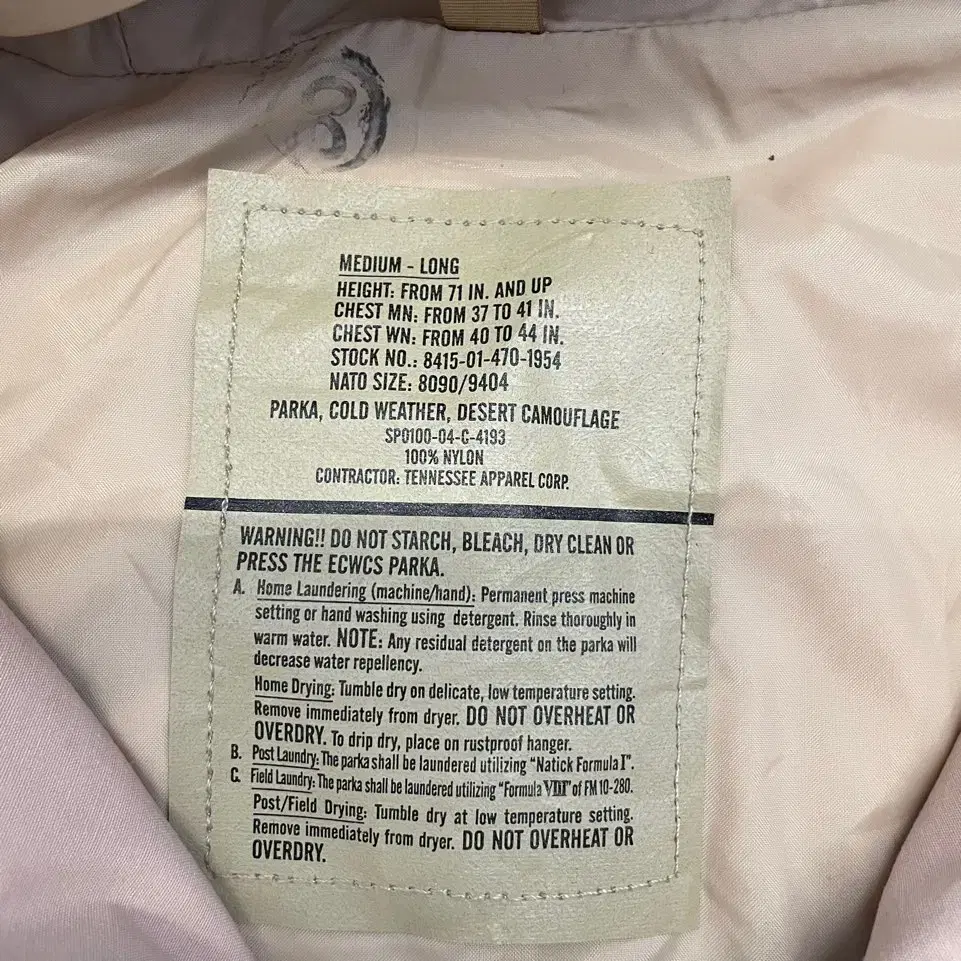 3
MEDIUM - LONG
HEIGHT: FROM 71 IN. AND UP
CHEST MN: FROM 37 TO 41 IN.
CHEST WN: FROM 40 TO 44 IN.
STOCK NO.: 8415-01-470-1954
NATO SIZE: 8090/9404
PARKA, COLD WEATHER, DESERT CAMOUFLAGE
SPO100-04-C-4193
100% NYLON
CONTRACTOR: TENNESSEE APPAREL CORP.
WARNING!! DO NOT STARCH, BLEACH, DRY CLEAN OR
PRESS THE ECWCS PARKA.
A. Home Laundering (machine/hand): Permanent press machine
setting or hand washing using detergent. Rinse thoroughly in
warm water. NOTE: Any residual detergent on the parka will
decrease water repellency.
Home Drying: Tumble dry on delicate, low temperature setting.
Remove immediately from dryer. DO NOT OVERHEAT OR
OVERDRY. To drip dry, place on rustproof hanger.
B. Post Laundry: The parka shall be laundered utilizing "Natick Formula I".
C. Field Laundry: The parka shall be laundered utilizing "Formula VIII" of FM 10-280.
Post/Field Drying: Tumble dry at low temperature setting.
Remove immediately from dryer. DO NOT OVERHEAT OR
OVERDRY.